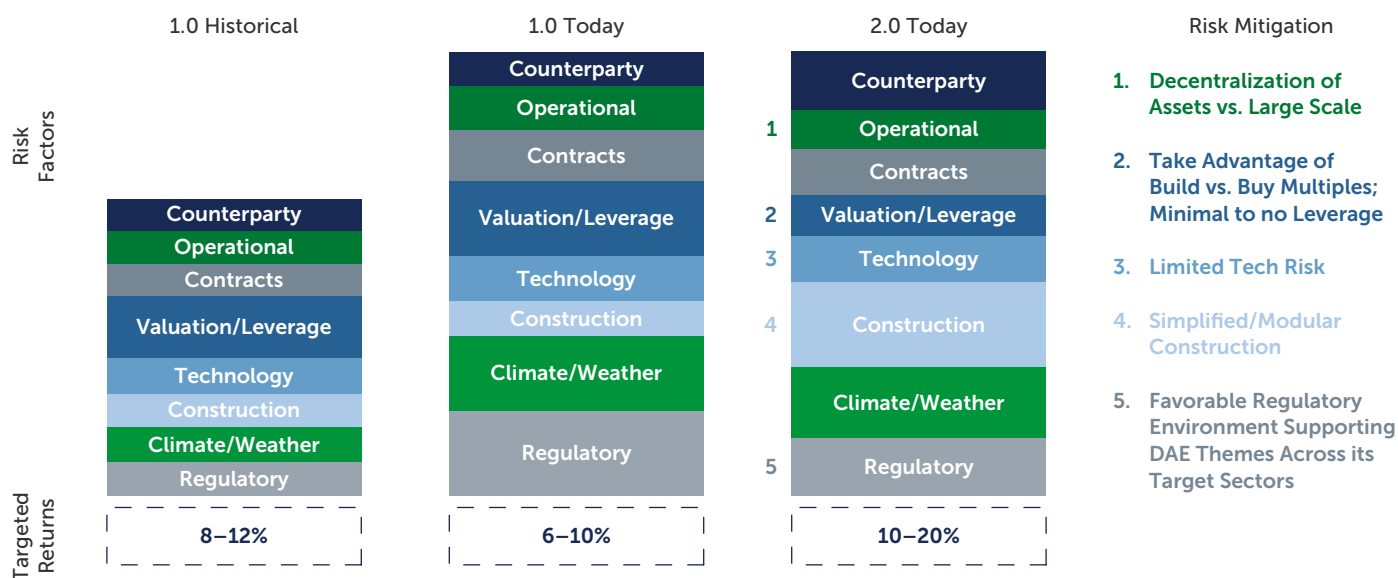 1.0 Historical
1.0 Today
2.0 Today
Risk Mitigation
Risk
Factors
Counterparty
Operational
Contracts
Valuation/Leverage
Technology
Construction
Climate/Weather
Regulatory
Counterparty
Operational
Contracts
Valuation/Leverage
Technology
Construction
Climate/Weather
Regulatory
Counterparty
1 Operational
Contracts
2 Valuation/Leverage
3 Technology
4 Construction
Climate/Weather
5 Regulatory
1. Decentralization of
Assets vs. Large Scale
2. Take Advantage of
Build vs. Buy Multiples;
Minimal to no Leverage
3. Limited Tech Risk
4. Simplified/Modular
Construction
5. Favorable Regulatory
Environment Supporting
DAE Themes Across its
Target Sectors
Targeted
Returns
8–12%
6–10%
10–20%